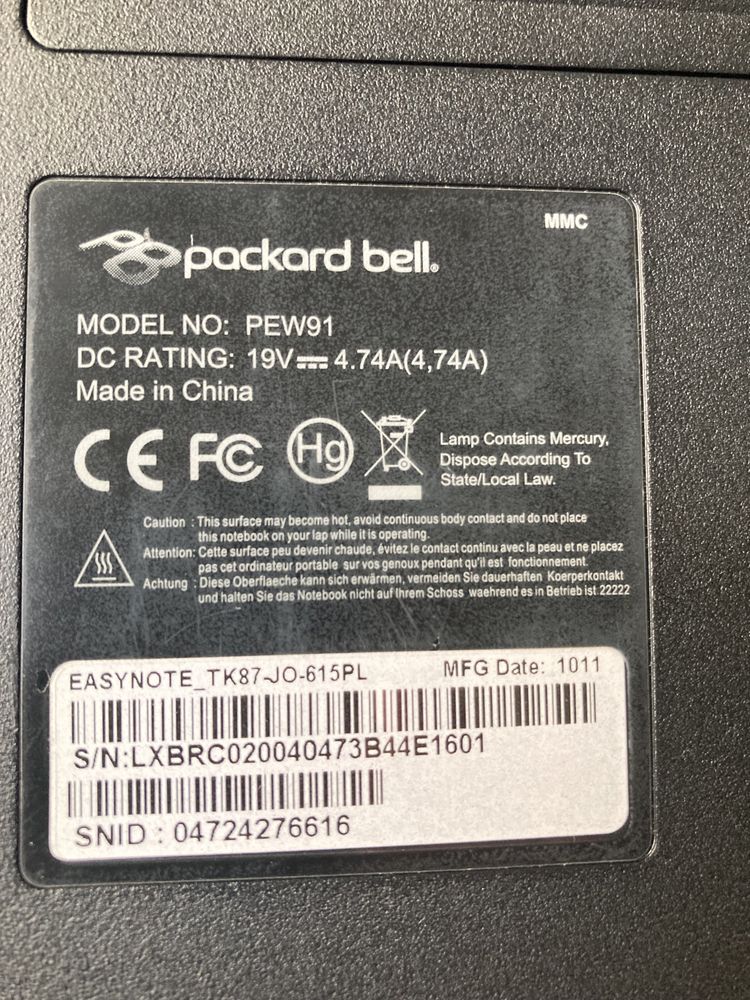 MMC
packard bell®
MODEL NO: PEW91
DC RATING: 19V⎓ 4.74A(4,74A)
Made in China
CE FC Hg
Lamp Contains Mercury,
Dispose According To
State/Local Law.
Caution : This surface may become hot, avoid continuous body contact and do not place
this notebook on your lap while it is operating.
Attention: Cette surface peu devenir chaude, évitez le contact continu avec la peau et ne placez
pas cet ordinateur portable sur vos genoux pendant qu'il est fonctionnement.
Achtung : Diese Oberflaeche kann sich erwärmen, vermeiden Sie dauerhaften Koerperkontakt
und halten Sie das Notebook nicht auf Ihrem Schoss waehrend es in Betrieb ist 22222
EASYNOTE_TK87-JO-615PL MFG Date: 1011
S/N:LXBRC020040473B44E1601
SNID : 04724276616